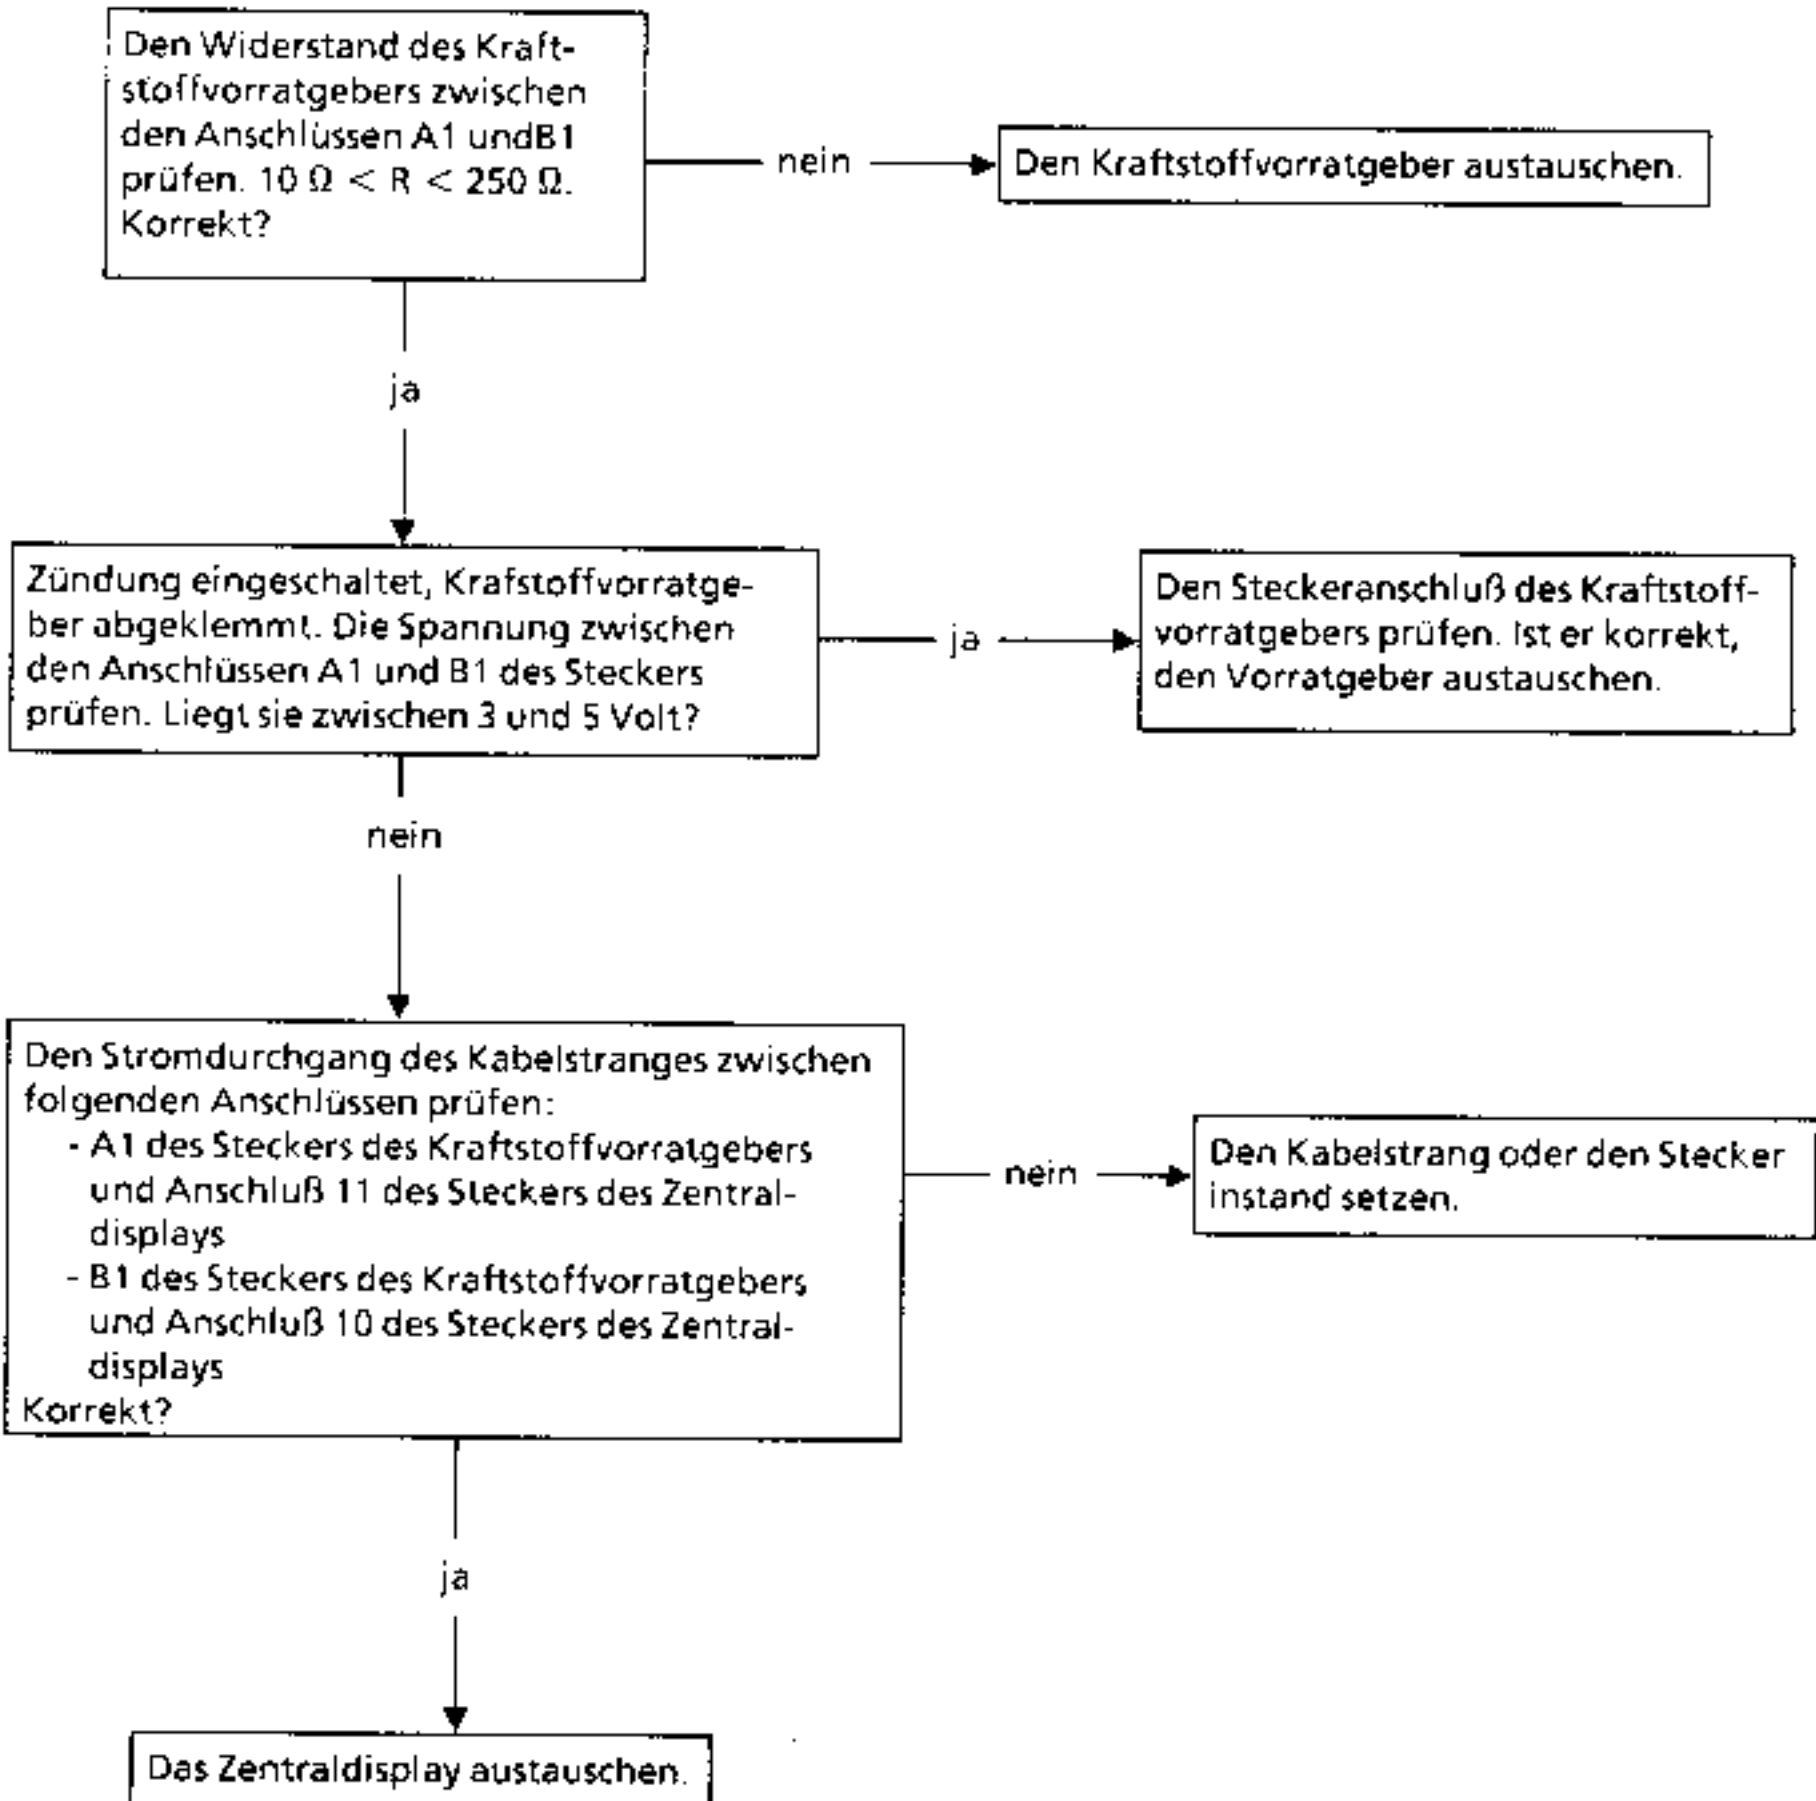 Den Widerstand des Kraft-
stoffvorratgebers zwischen
den Anschlüssen A1 undB1
prüfen. 10 Ω < R < 250 Ω.
Korrekt?
nein
Den Kraftstoffvorratgeber austauschen.
ja
Zündung eingeschaltet, Krafstoffvorratge-
ber abgeklemmt. Die Spannung zwischen
den Anschlüssen A1 und B1 des Steckers
prüfen. Liegt sie zwischen 3 und 5 Volt?
ja
Den Steckeranschluß des Kraftstoff-
vorratgebers prüfen. Ist er korrekt,
den Vorratgeber austauschen.
nein
Den Stromdurchgang des Kabelstranges zwischen
folgenden Anschlüssen prüfen:
- A1 des Steckers des Kraftstoffvorratgebers
und Anschluß 11 des Steckers des Zentral-
displays
- B1 des Steckers des Kraftstoffvorratgebers
und Anschluß 10 des Steckers des Zentral-
displays
Korrekt?
nein
Den Kabelstrang oder den Stecker
instand setzen.
ja
Das Zentraldisplay austauschen.